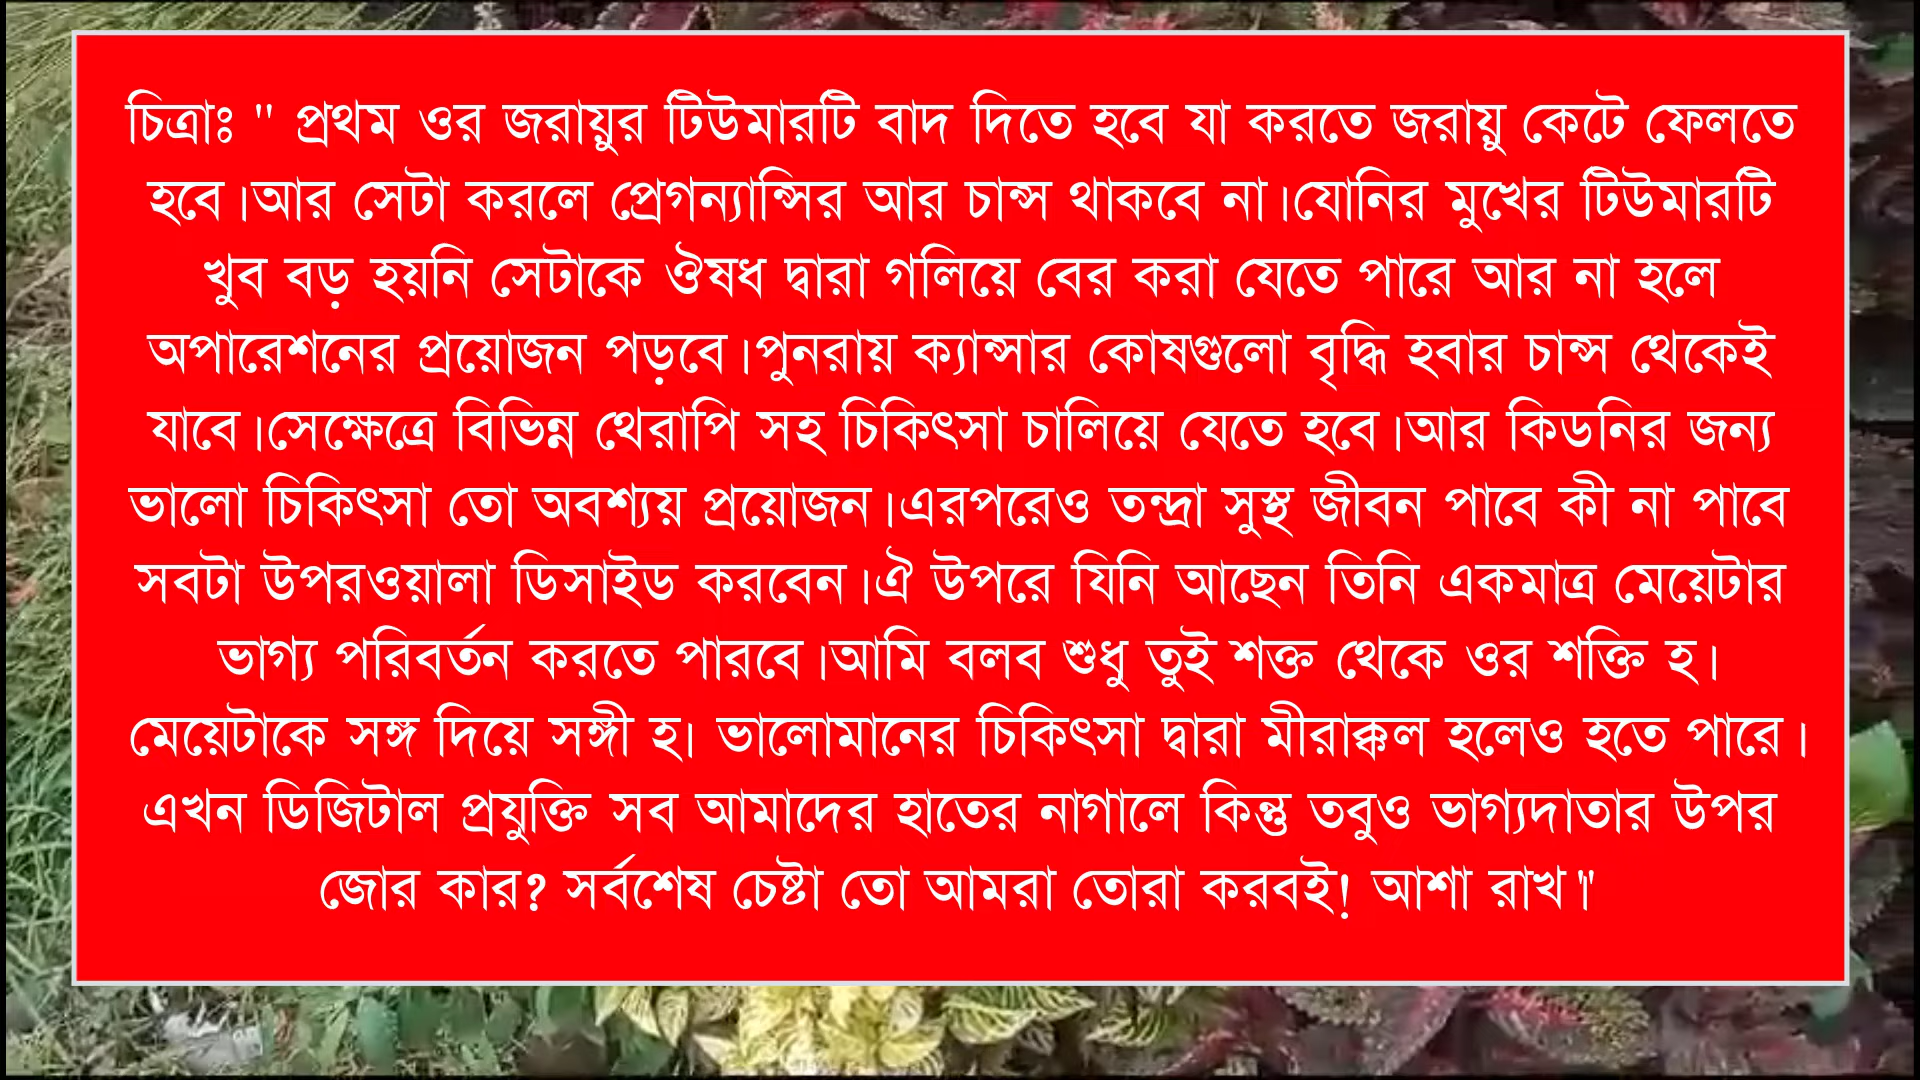 চিত্রাঃ " প্রথম ওর জরায়ুর টিউমারটি বাদ দিতে হবে যা করতে জরায়ু কেটে ফেলতে
হবে।আর সেটা করলে প্রেগন্যান্সির আর চান্স থাকবে না।যোনির মুখের টিউমারটি
খুব বড় হয়নি সেটাকে ঔষধ দ্বারা গলিয়ে বের করা যেতে পারে আর না হলে
অপারেশনের প্রয়োজন পড়বে।পুনরায় ক্যান্সার কোষগুলো বৃদ্ধি হবার চান্স থেকেই
যাবে।সেক্ষেত্রে বিভিন্ন থেরাপি সহ চিকিৎসা চালিয়ে যেতে হবে।আর কিডনির জন্য
ভালো চিকিৎসা তো অবশ্যয় প্রয়োজন।এরপরেও তন্দ্রা সুস্থ জীবন পাবে কী না পাবে
সবটা উপরওয়ালা ডিসাইড করবেন।ঐ উপরে যিনি আছেন তিনি একমাত্র মেয়েটার
ভাগ্য পরিবর্তন করতে পারবে।আমি বলব শুধু তুই শক্ত থেকে ওর শক্তি হ।
মেয়েটাকে সঙ্গ দিয়ে সঙ্গী হ। ভালোমানের চিকিৎসা দ্বারা মীরাক্কল হলেও হতে পারে।
এখন ডিজিটাল প্রযুক্তি সব আমাদের হাতের নাগালে কিন্তু তবুও ভাগ্যদাতার উপর
জোর কার? সর্বশেষ চেষ্টা তো আমরা তোরা করবই! আশা রাখ।"